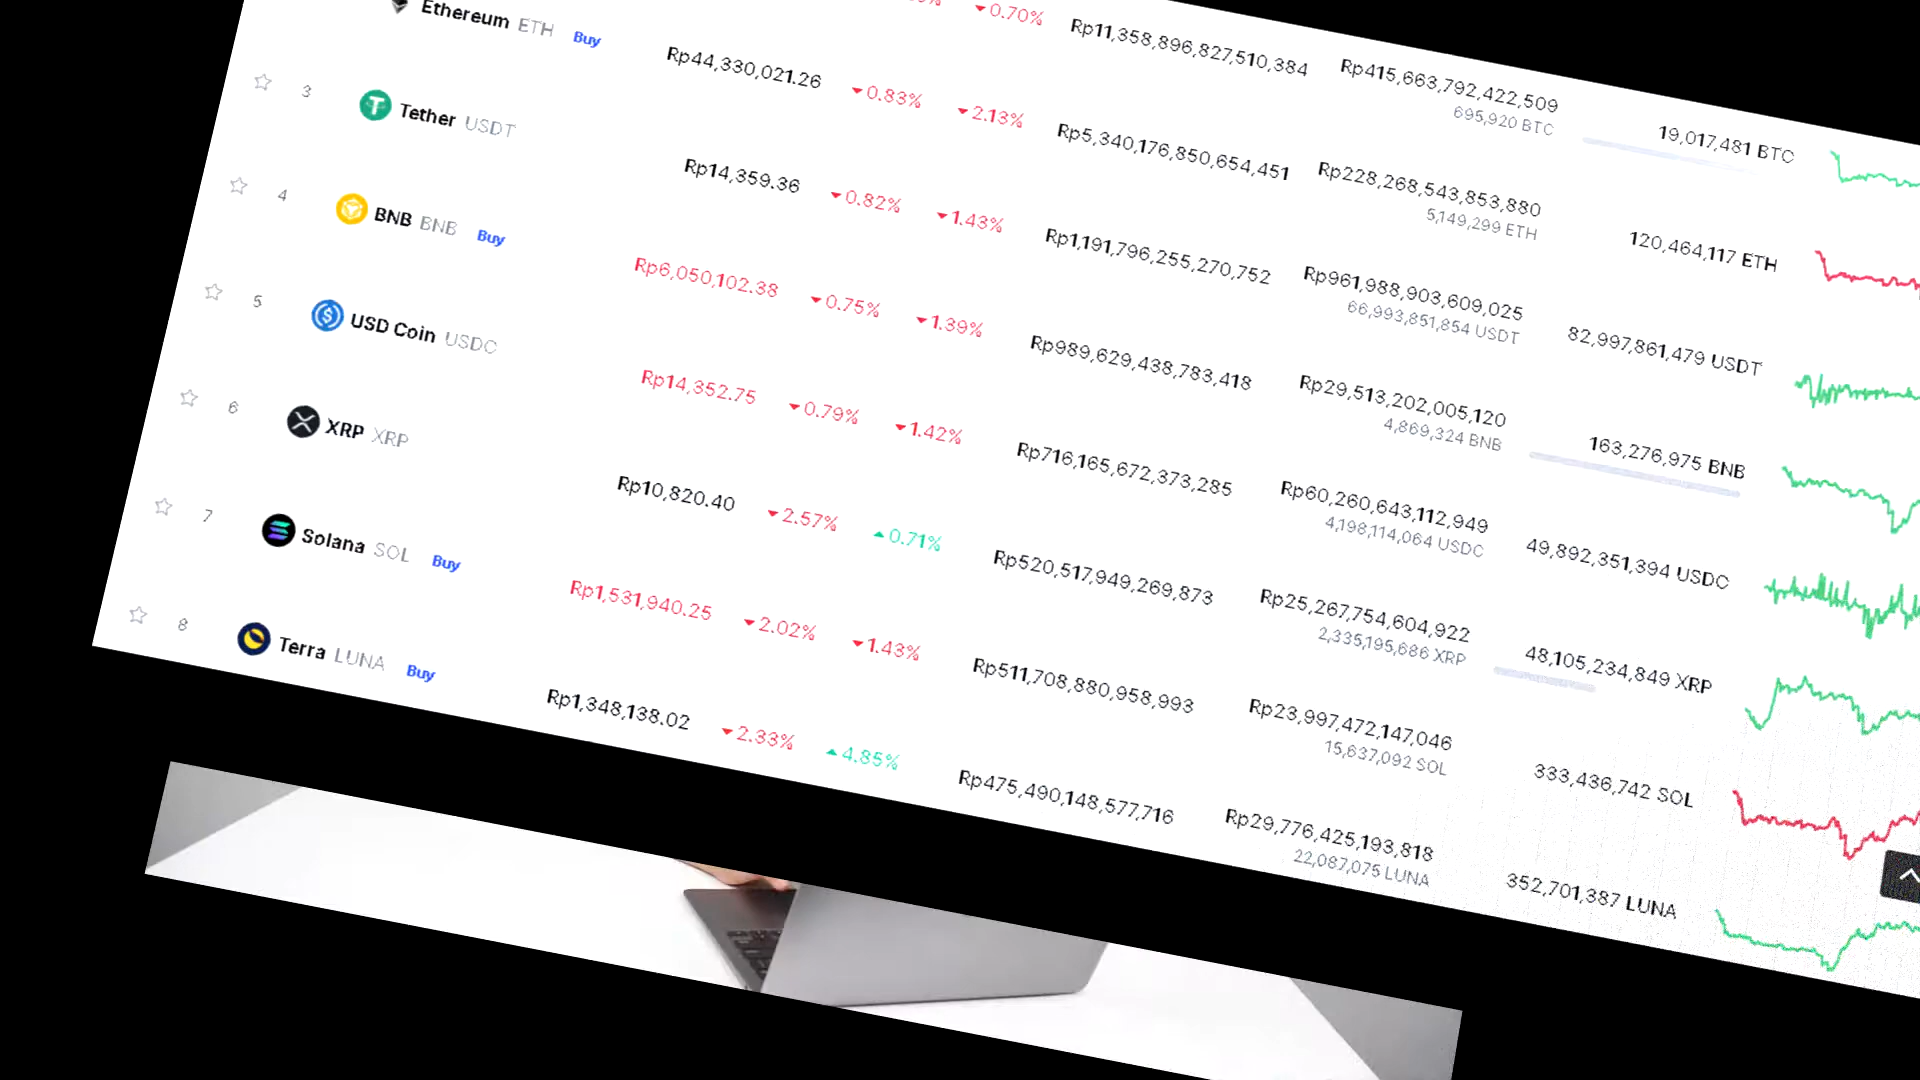 0.70% Rp11,358,896,827,510,384 Rp415,663,792,422,509 19,017,481 BTC
695,920 BTC
Ethereum ETH Buy Rp44,330,021.26 0.83% 2.13% Rp5,340,176,850,654,451 Rp228,268,543,853,880 120,464,117 ETH
5,149,299 ETH
3 Tether USDT Rp14,359.36 0.82% 1.43% Rp1,191,796,255,270,752 Rp961,988,903,609,025 82,997,861,479 USDT
66,993,851,854 USDT
4 BNB BNB Buy Rp6,050,102.38 0.75% 1.39% Rp989,629,438,783,418 Rp29,513,202,005,120 163,276,975 BNB
4,869,324 BNB
5 USD Coin USDC Rp14,352.75 0.79% 1.42% Rp716,165,672,373,285 Rp60,260,643,112,949 49,892,351,394 USDC
4,198,114,064 USDC
6 XRP XRP Rp10,820.40 2.57% 0.71% Rp520,517,949,269,873 Rp25,267,754,604,922 48,105,234,849 XRP
2,335,195,686 XRP
7 Solana SOL Buy Rp1,531,940.25 2.02% 1.43% Rp511,708,880,958,993 Rp23,997,472,147,046 333,436,742 SOL
15,637,092 SOL
8 Terra LUNA Buy Rp1,348,138.02 2.33% 4.85% Rp475,490,148,577,716 Rp29,776,425,193,818 352,701,387 LUNA
22,087,075 LUNA